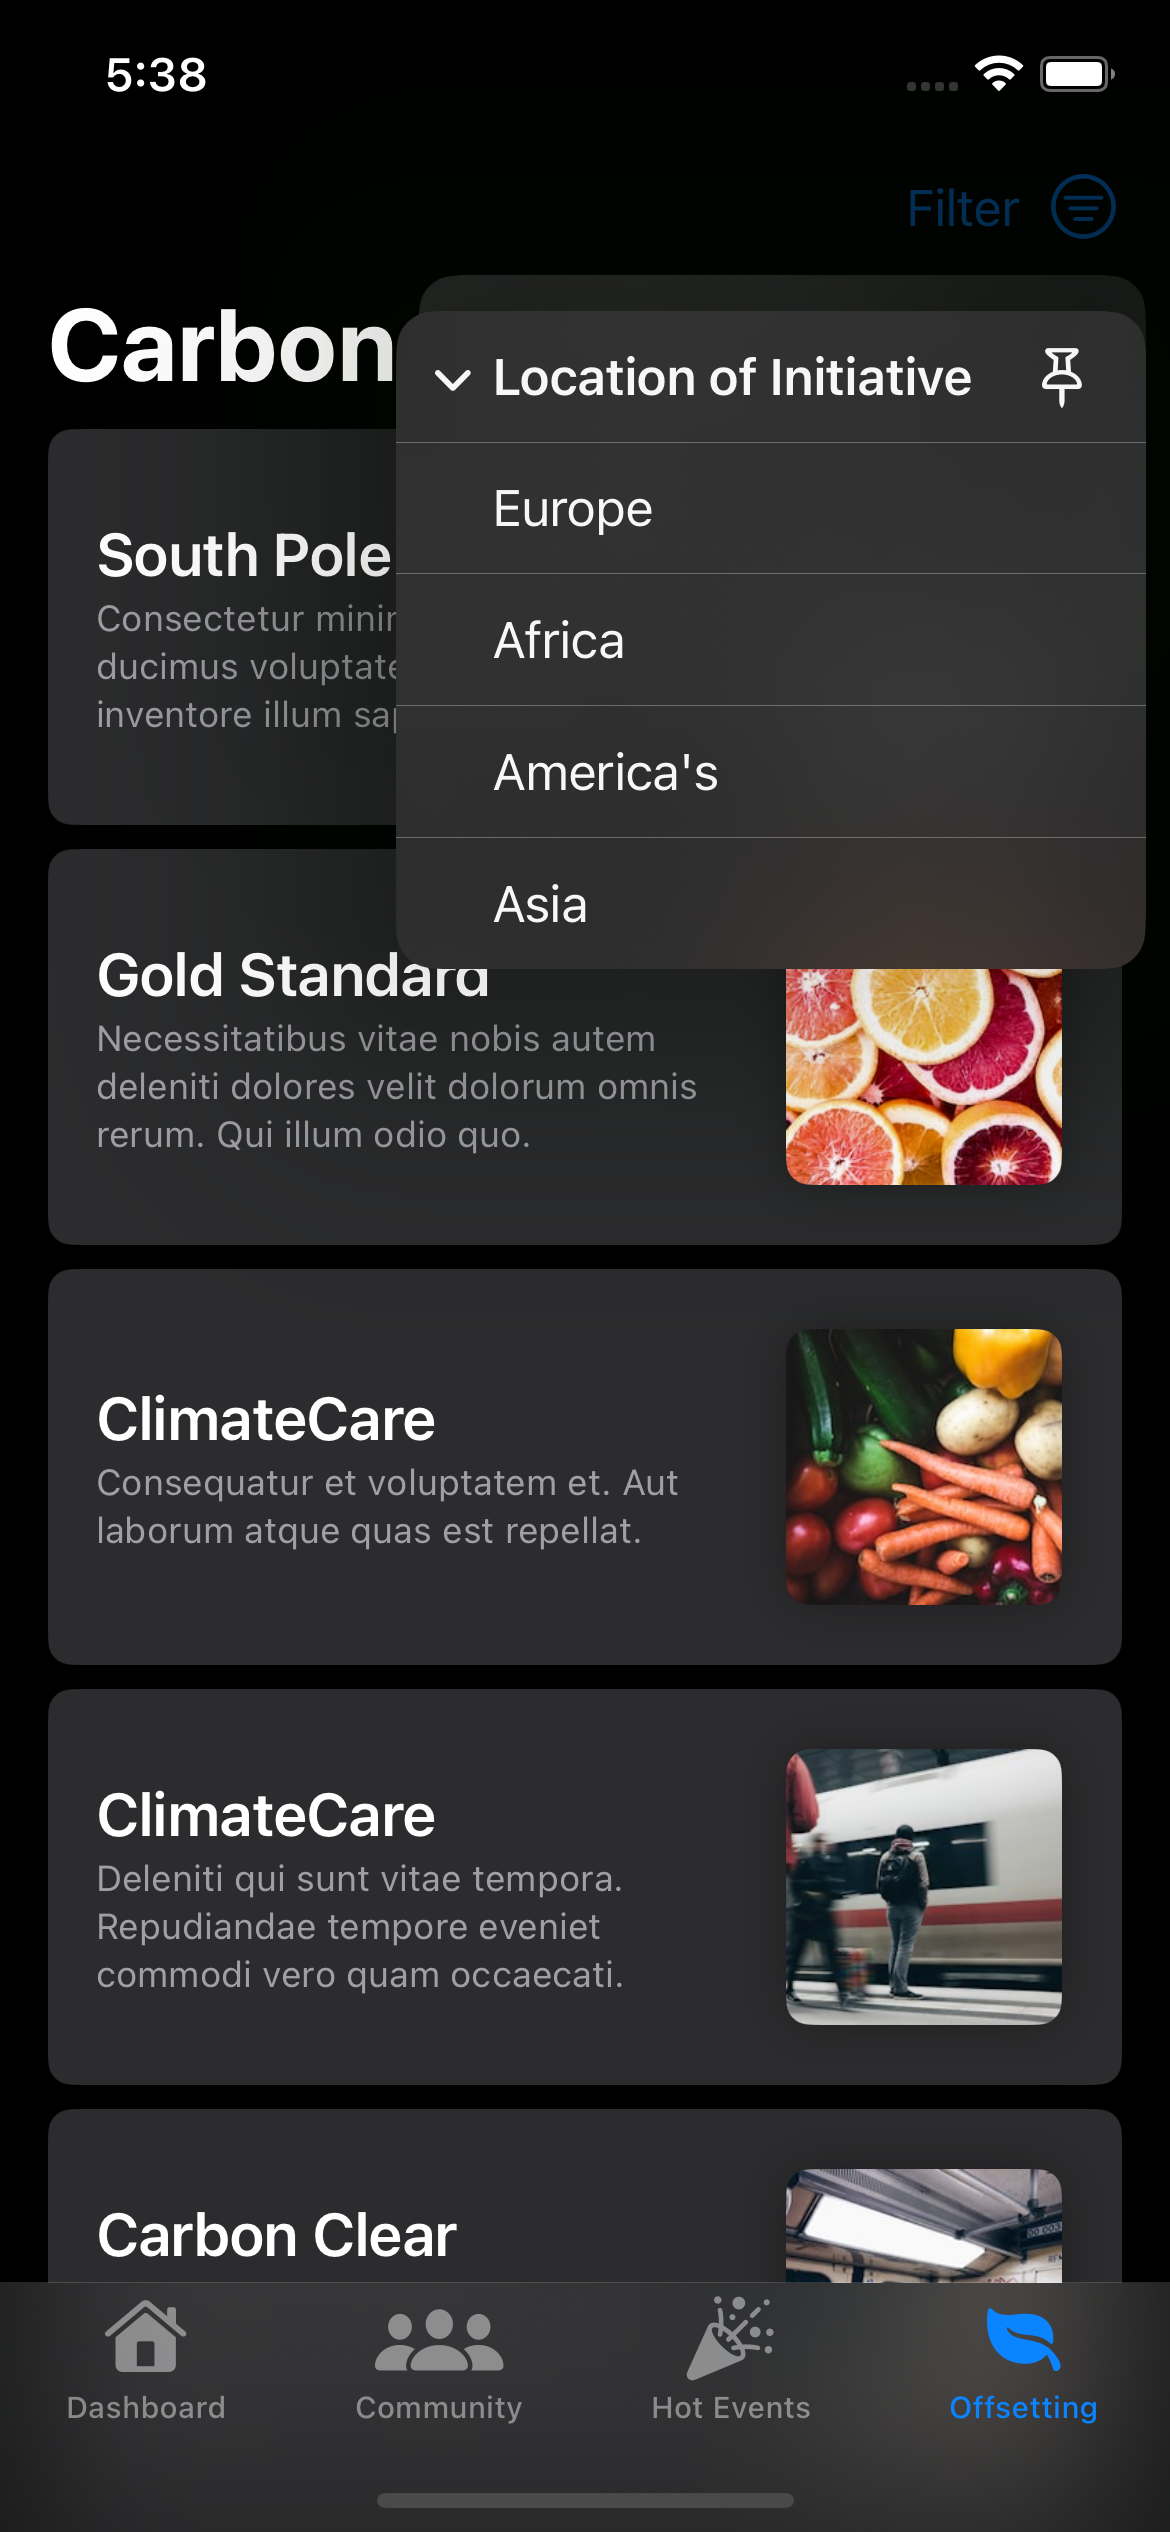 5:38
Filter
Carbon
Location of Initiative
Europe
Africa
America's
Asia
South Pole
Consectetur
ducimus
inventore illum
Gold Standard
Necessitatibus vitae nobis autem
deleniti dolores velit dolorum omnis
rerum. Qui illum odio quo.
ClimateCare
Consequatur et voluptatem et. Aut
laborum atque quas est repellat.
ClimateCare
Deleniti qui sunt vitae tempora.
Repudiandae tempore eveniet
commodi vero quam occaecati.
Carbon Clear
Dashboard
Community
Hot Events
Offsetting